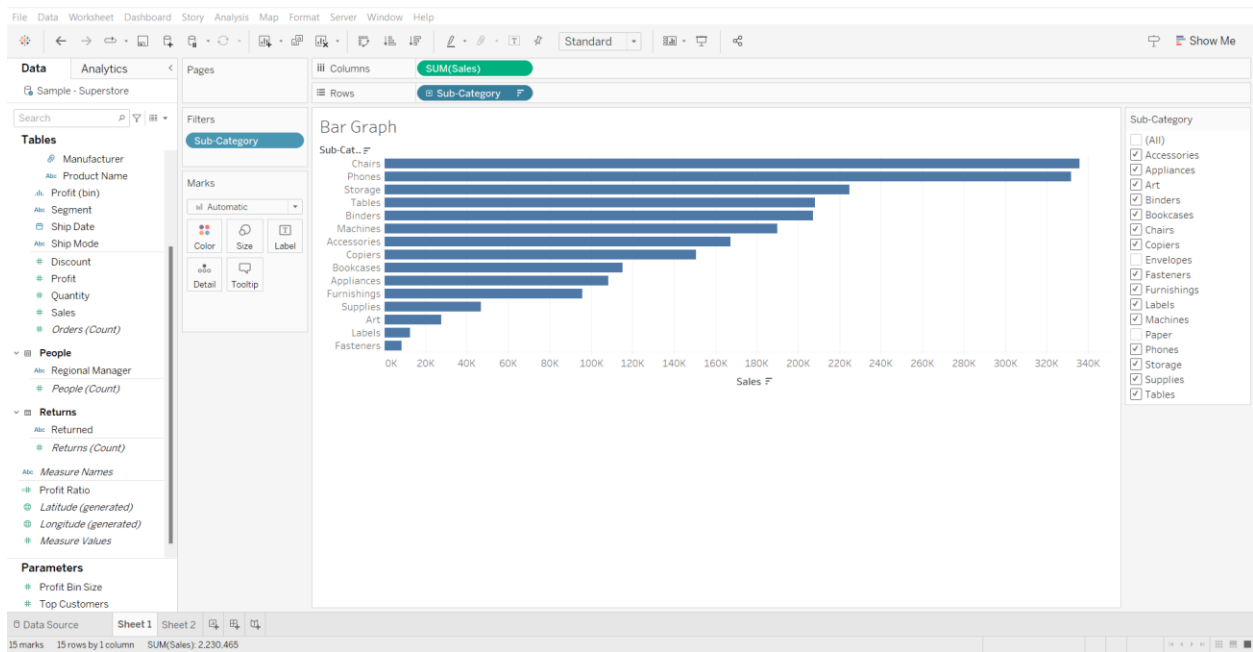 File Data Worksheet Dashboard Story Analysis Map Format Server Window Help
Standard
Show Me
Data
Analytics
Sample - Superstore
Search
Tables
Manufacturer
Abc Product Name
Profit (bin)
Abc Segment
Ship Date
Abc Ship Mode
# Discount
# Profit
# Quantity
# Sales
# Orders (Count)
People
Abc Regional Manager
# People (Count)
Returns
Abc Returned
# Returns (Count)
Abc Measure Names
=# Profit Ratio
Latitude (generated)
Longitude (generated)
# Measure Values
Parameters
# Profit Bin Size
# Top Customers
Pages
Filters
Sub-Category
Marks
Automatic
Color
Size
Label
Detail
Tooltip
Columns
SUM(Sales)
Rows
Sub-Category
Bar Graph
Sub-Cat..
Chairs
Phones
Storage
Tables
Binders
Machines
Accessories
Copiers
Bookcases
Appliances
Furnishings
Supplies
Art
Labels
Fasteners
0K 20K 40K 60K 80K 100K 120K 140K 160K 180K 200K 220K 240K 260K 280K 300K 320K 340K
Sales
Sub-Category
(All)
Accessories
Appliances
Art
Binders
Bookcases
Chairs
Copiers
Envelopes
Fasteners
Furnishings
Labels
Machines
Paper
Phones
Storage
Supplies
Tables
Data Source
Sheet 1
Sheet 2
15 marks 15 rows by 1 column SUM(Sales): 2,230,465